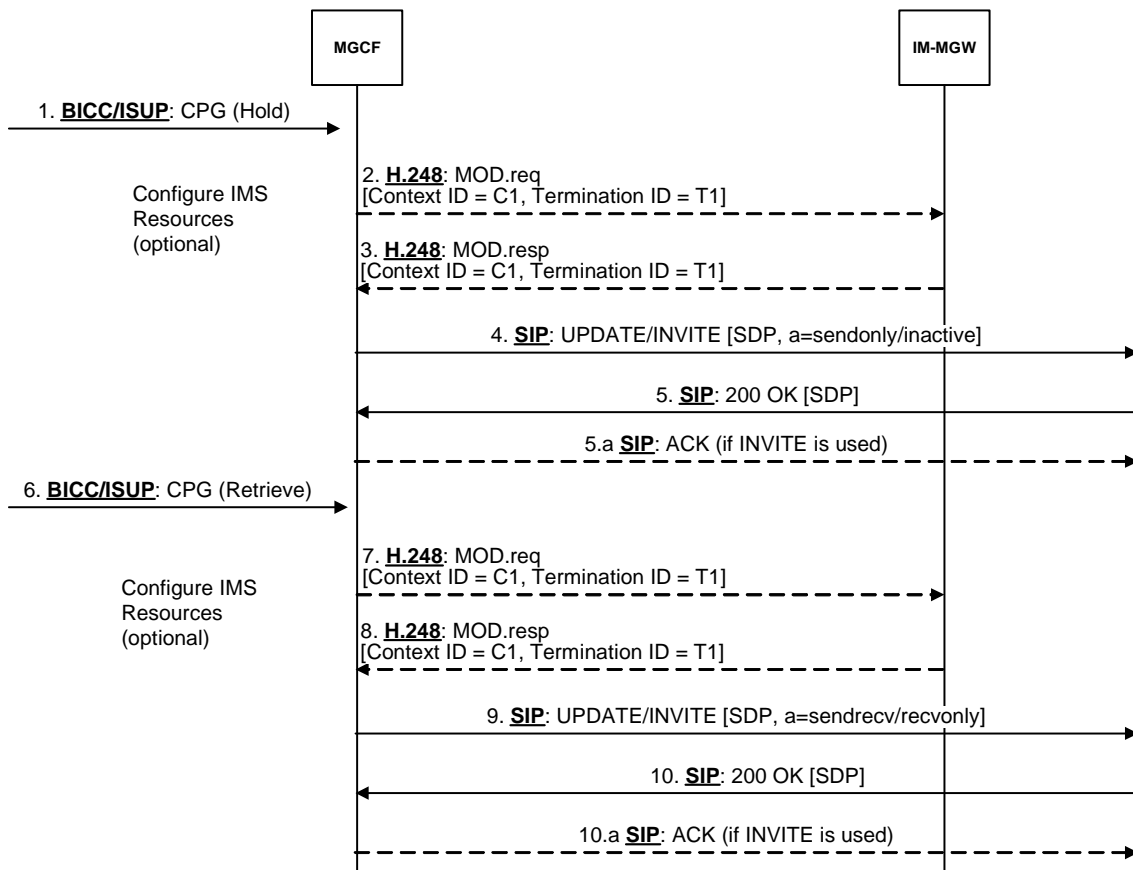 MGCF
IM-MGW
1. BICC/ISUP: CPG (Hold)
2. H.248: MOD.req
[Context ID = C1, Termination ID = T1]
Configure IMS
Resources
(optional)
3. H.248: MOD.resp
[Context ID = C1, Termination ID = T1]
4. SIP: UPDATE/INVITE [SDP, a=sendonly/inactive]
5. SIP: 200 OK [SDP]
5.a SIP: ACK (if INVITE is used)
6. BICC/ISUP: CPG (Retrieve)
7. H.248: MOD.req
[Context ID = C1, Termination ID = T1]
Configure IMS
Resources
(optional)
8. H.248: MOD.resp
[Context ID = C1, Termination ID = T1]
9. SIP: UPDATE/INVITE [SDP, a=sendrecv/recvonly]
10. SIP: 200 OK [SDP]
10.a SIP: ACK (if INVITE is used)